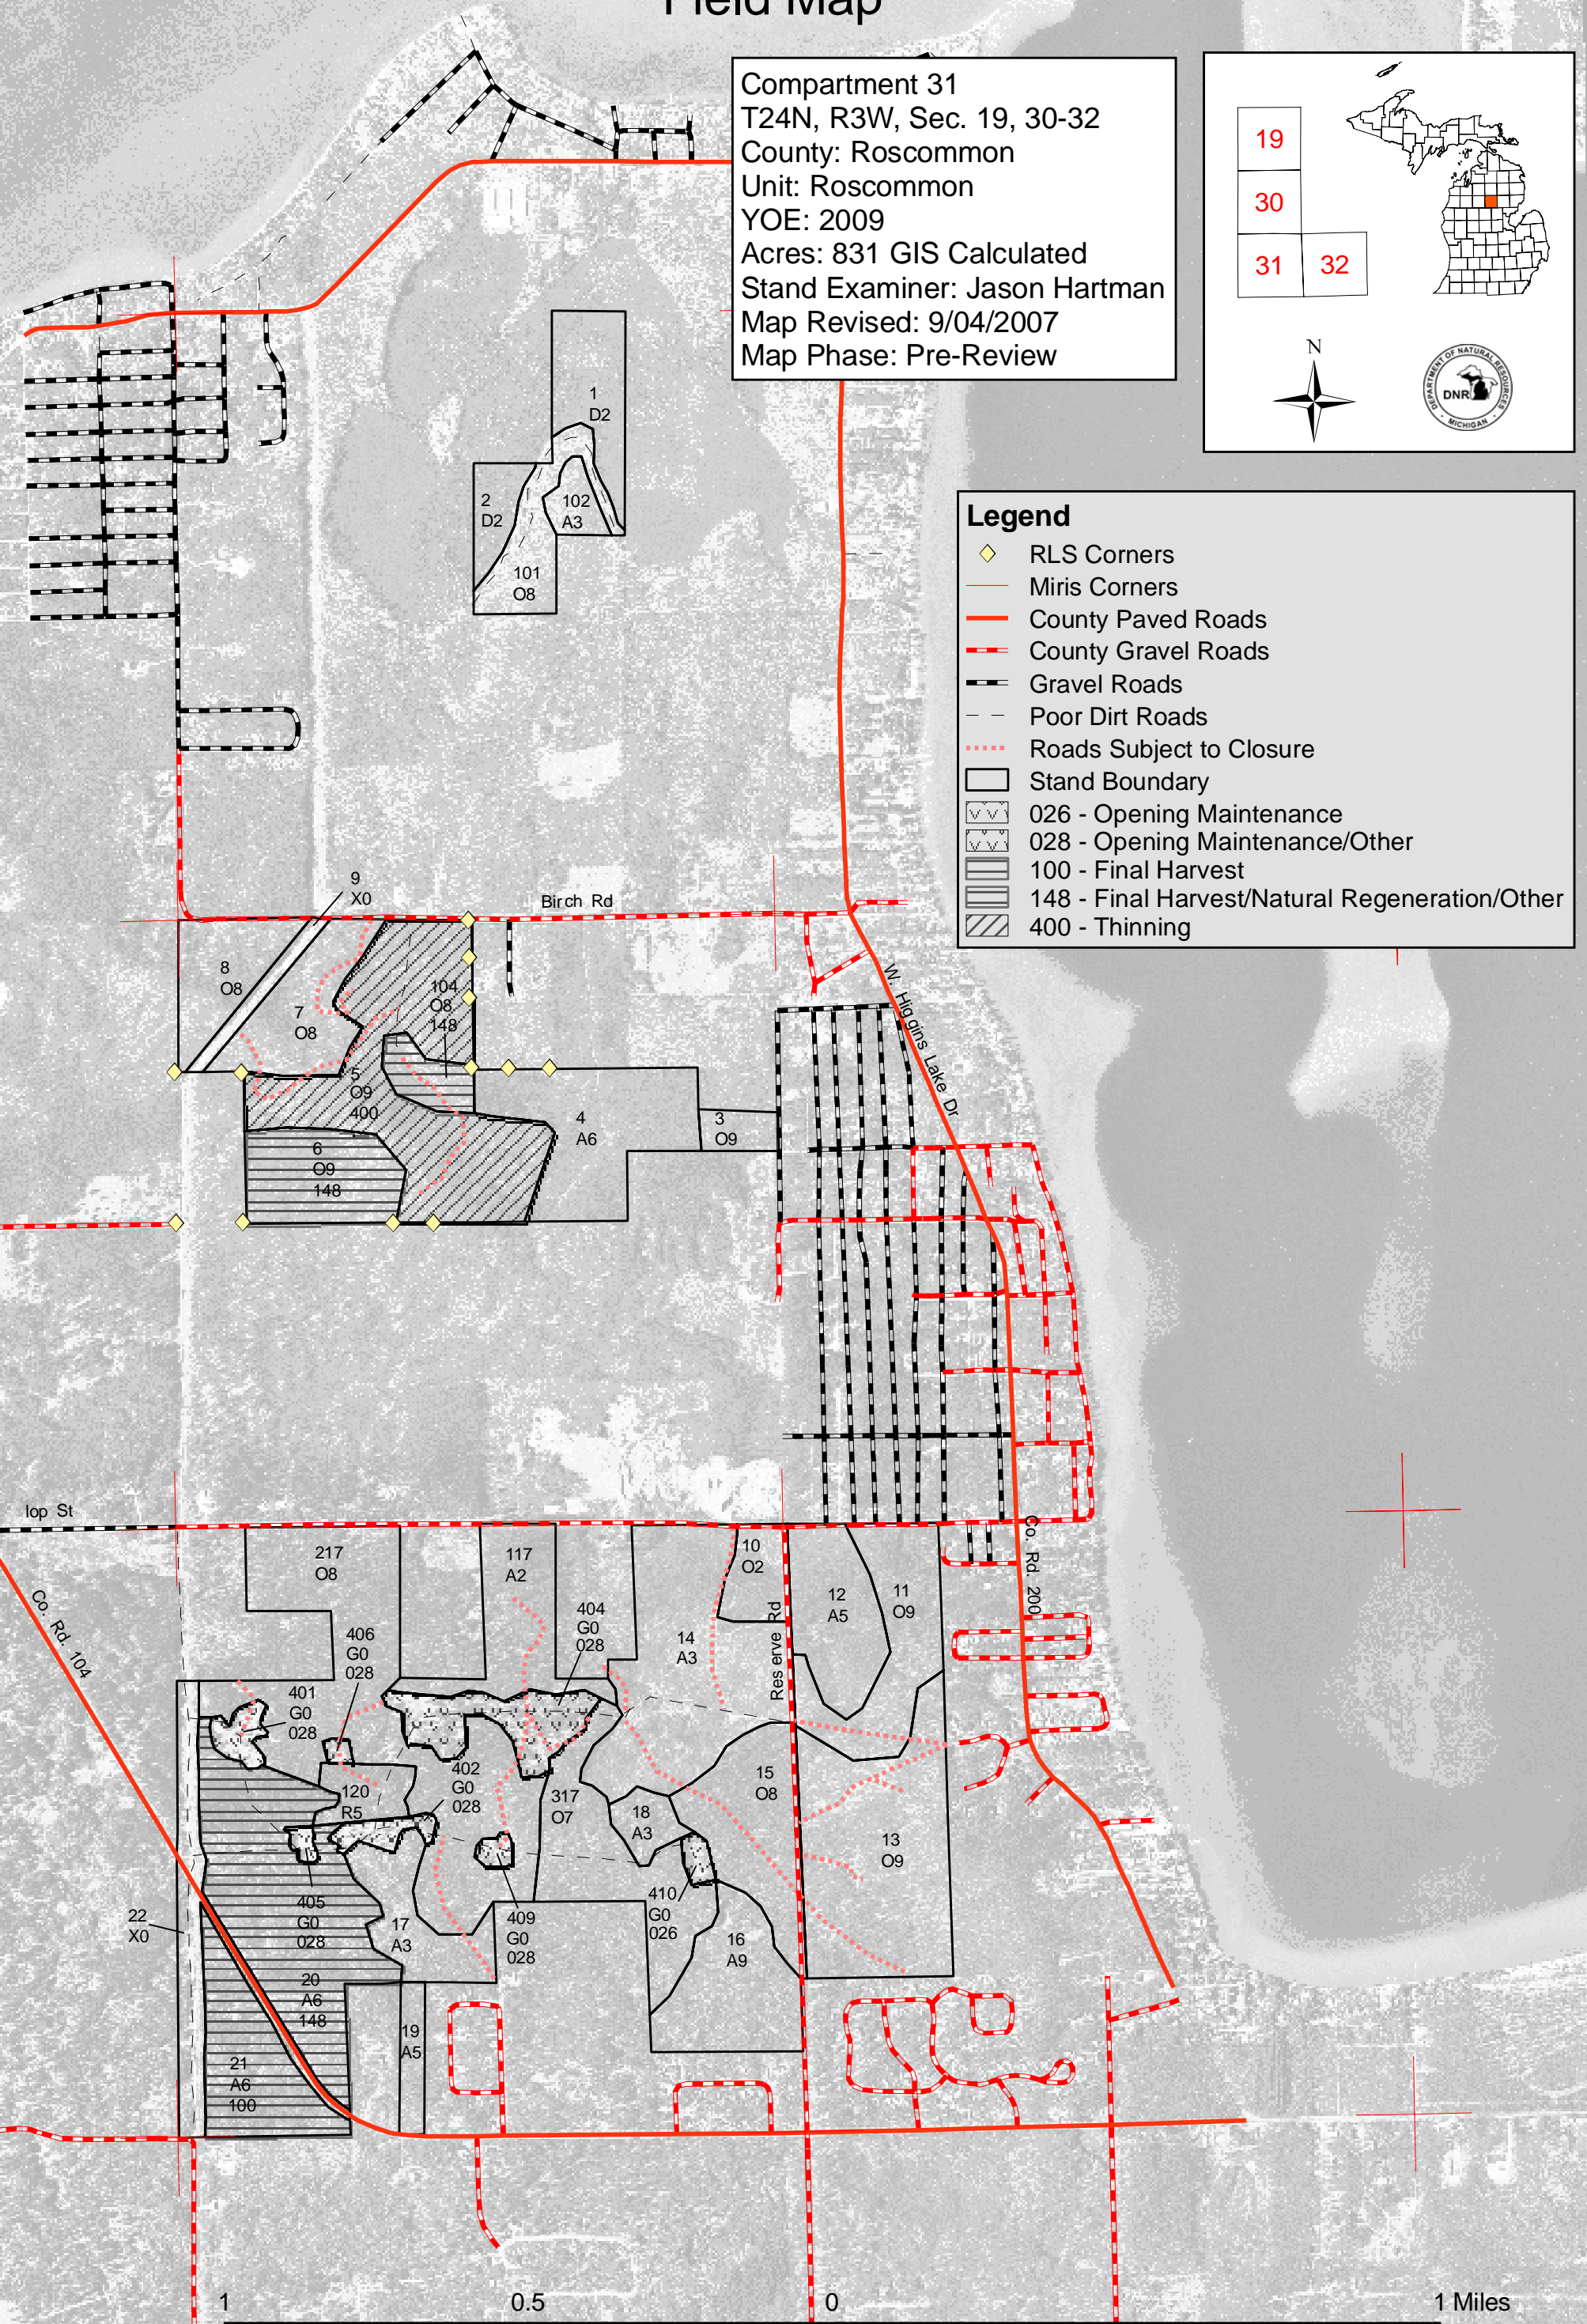 Field Map
Compartment 31
T24N, R3W, Sec. 19, 30-32
County: Roscommon
Unit: Roscommon
YOE: 2009
Acres: 831 GIS Calculated
Stand Examiner: Jason Hartman
Map Revised: 9/04/2007
Map Phase: Pre-Review
19
30
31 32
N
DEPARTMENT OF NATURAL RESOURCES
DNR
MICHIGAN
Legend
RLS Corners
Miris Corners
County Paved Roads
County Gravel Roads
Gravel Roads
Poor Dirt Roads
Roads Subject to Closure
Stand Boundary
026 - Opening Maintenance
028 - Opening Maintenance/Other
100 - Final Harvest
148 - Final Harvest/Natural Regeneration/Other
400 - Thinning
1
D2
2
D2
102
A3
101
O8
9
X0
Birch Rd
8
O8
7
O8
104
O8
148
5
O9
400
4
A6
3
O9
6
O9
148
W. Higgins Lake Dr
lop St
Co. Rd. 104
Co. Rd. 200
Reserve Rd
217
O8
117
A2
10
O2
12
A5
11
O9
404
G0
028
14
A3
406
G0
028
401
G0
028
402
G0
028
120
R5
317
O7
15
O8
18
A3
13
O9
405
G0
028
22
X0
17
A3
409
G0
028
410
G0
026
16
A9
20
A6
148
19
A5
21
A6
100
1 0.5 0 1 Miles